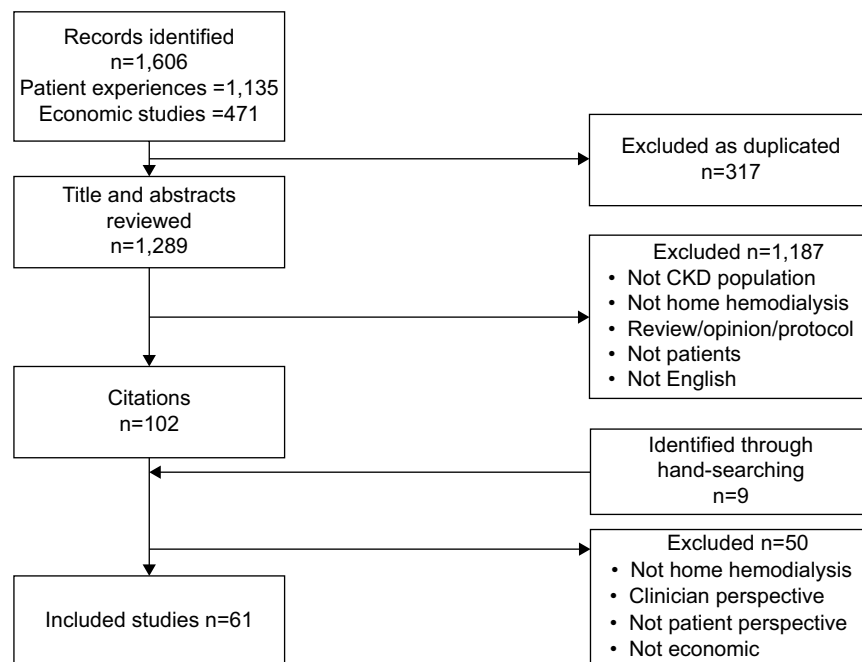 Records identified
n=1,606
Patient experiences =1,135
Economic studies =471
Excluded as duplicated
n=317
Title and abstracts
reviewed
n=1,289
Excluded n=1,187
• Not CKD population
• Not home hemodialysis
• Review/opinion/protocol
• Not patients
• Not English
Citations
n=102
Identified through
hand-searching
n=9
Excluded n=50
• Not home hemodialysis
• Clinician perspective
• Not patient perspective
• Not economic
Included studies n=61